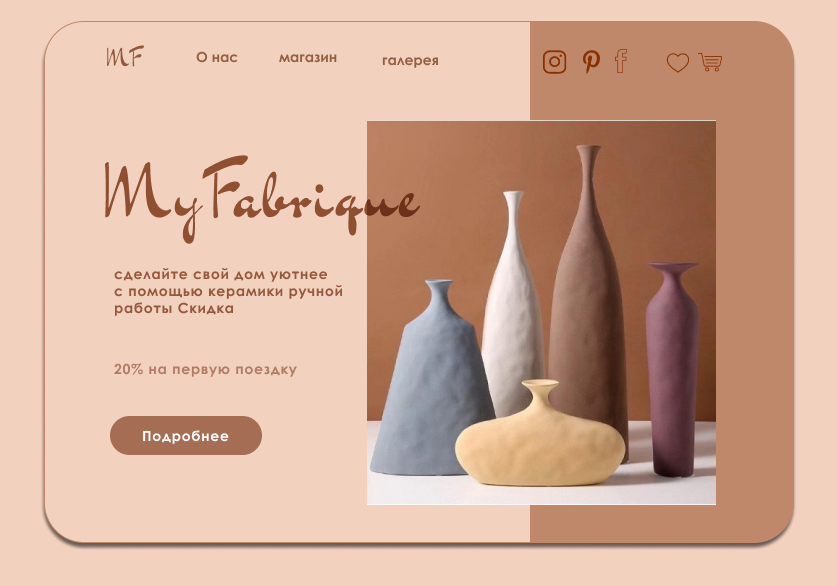 MF
О нас
магазин
галерея
MyFabrique
сделайте свой дом уютнее
с помощью керамики ручной
работы Скидка
20% на первую поездку
Подробнее